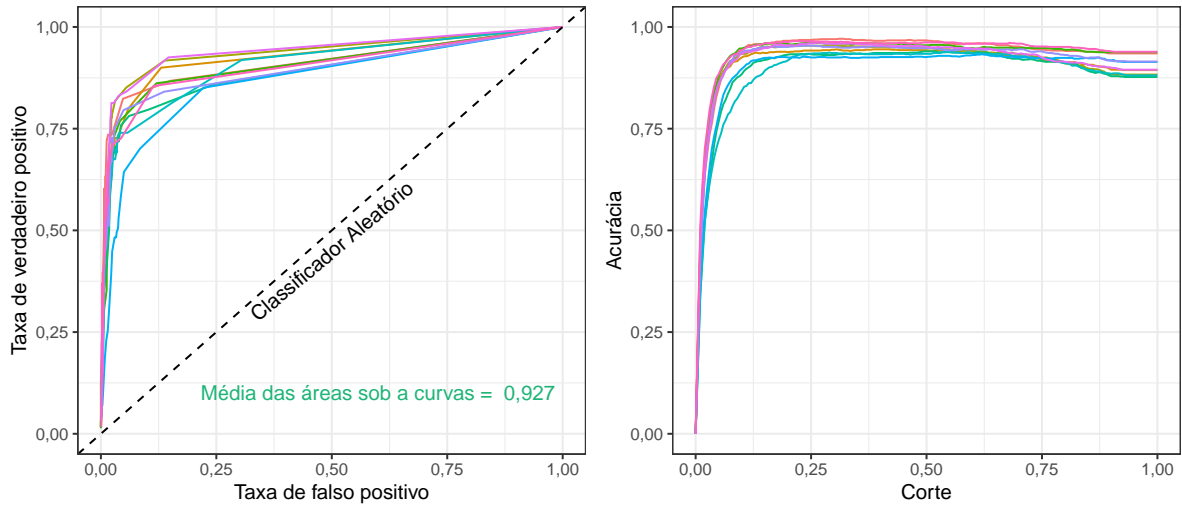 1,00
0,75
0,50
0,25
0,00
Taxa de verdadeiro positivo
Classificador Aleatório
Média das áreas sob a curvas = 0,927
0,00 0,25 0,50 0,75 1,00
Taxa de falso positivo
1,00
0,75
0,50
0,25
0,00
Acurácia
0,00 0,25 0,50 0,75 1,00
Corte